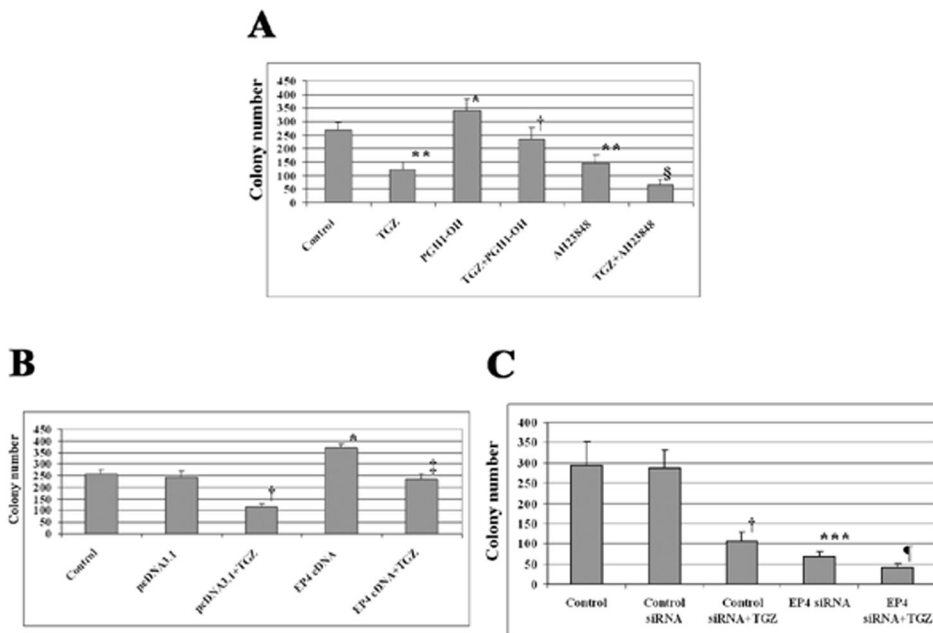 A
Colony number
450
400
350
300
250
200
150
100
50
0
**
*
†
**
§
Control
TGZ
PGE1-OH
TGZ+PGE1-OH
AH23848
TGZ+AH23848
B
Colony number
450
400
350
300
250
200
150
100
50
0
†
*
‡
Control
pcDNA3.1
pcDNA3.1+TGZ
EP4 cDNA
EP4 cDNA+TGZ
C
Colony number
400
350
300
250
200
150
100
50
0
†
***
¶
Control
Control
siRNA
Control
siRNA+TGZ
EP4 siRNA
EP4
siRNA+TGZ